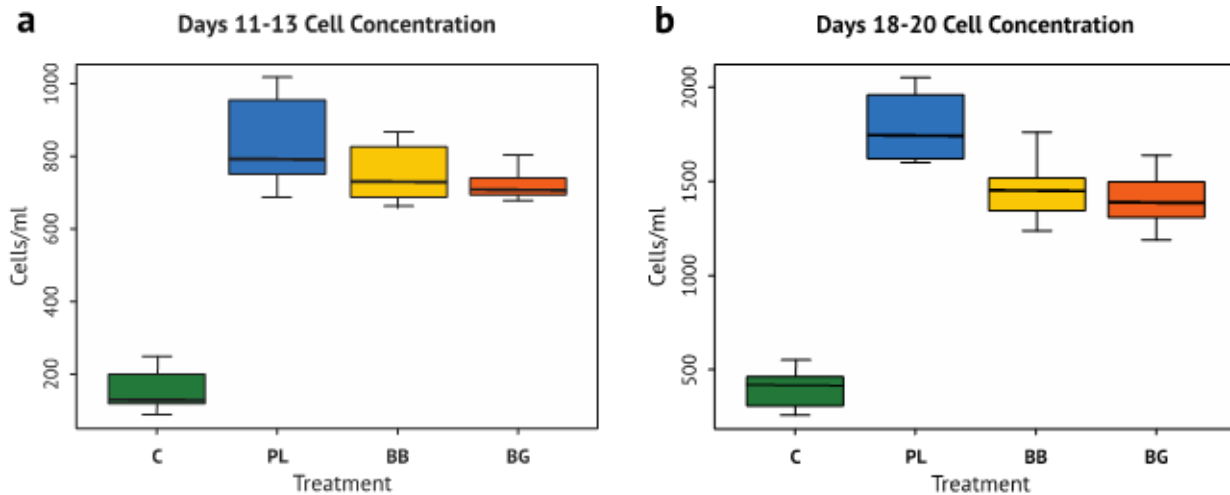 a
Days 11-13 Cell Concentration
Cells/ml
1000
800
600
400
200
C PL BB BG
Treatment
b
Days 18-20 Cell Concentration
Cells/ml
2000
1500
1000
500
C PL BB BG
Treatment